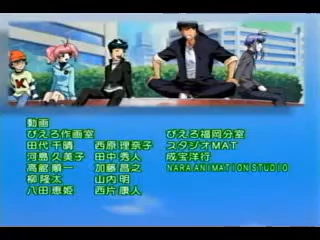 動画
ぴえろ作画室 ぴえろ福岡分室
田代 千晴 西原 理奈子 スタジオMAT
河島 久美子 田中 秀人 成宝洋行
高島 順一 加藤 昌之 NARA ANIMATION STUDIO
柳 隆太 山内 明
八田 恵姫 西片 康人